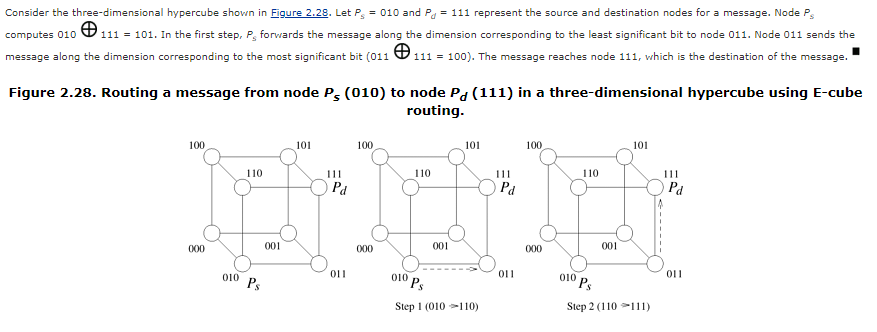 Consider the three-dimensional hypercube shown in Figure 2.28. Let Ps = 010 and Pd = 111 represent the source and destination nodes for a message. Node Ps
computes 010 ⊕ 111 = 101. In the first step, Ps forwards the message along the dimension corresponding to the least significant bit to node 011. Node 011 sends the
message along the dimension corresponding to the most significant bit (011 ⊕ 111 = 100). The message reaches node 111, which is the destination of the message. ■
Figure 2.28. Routing a message from node Ps (010) to node Pd (111) in a three-dimensional hypercube using E-cube
routing.
100 101 100 101 100 101
110 111 110 111 110 111
Pd Pd Pd
000 001 000 001 000 001
010 Ps 011 010 Ps 011 010 Ps 011
Step 1 (010 ->110) Step 2 (110 ->111)